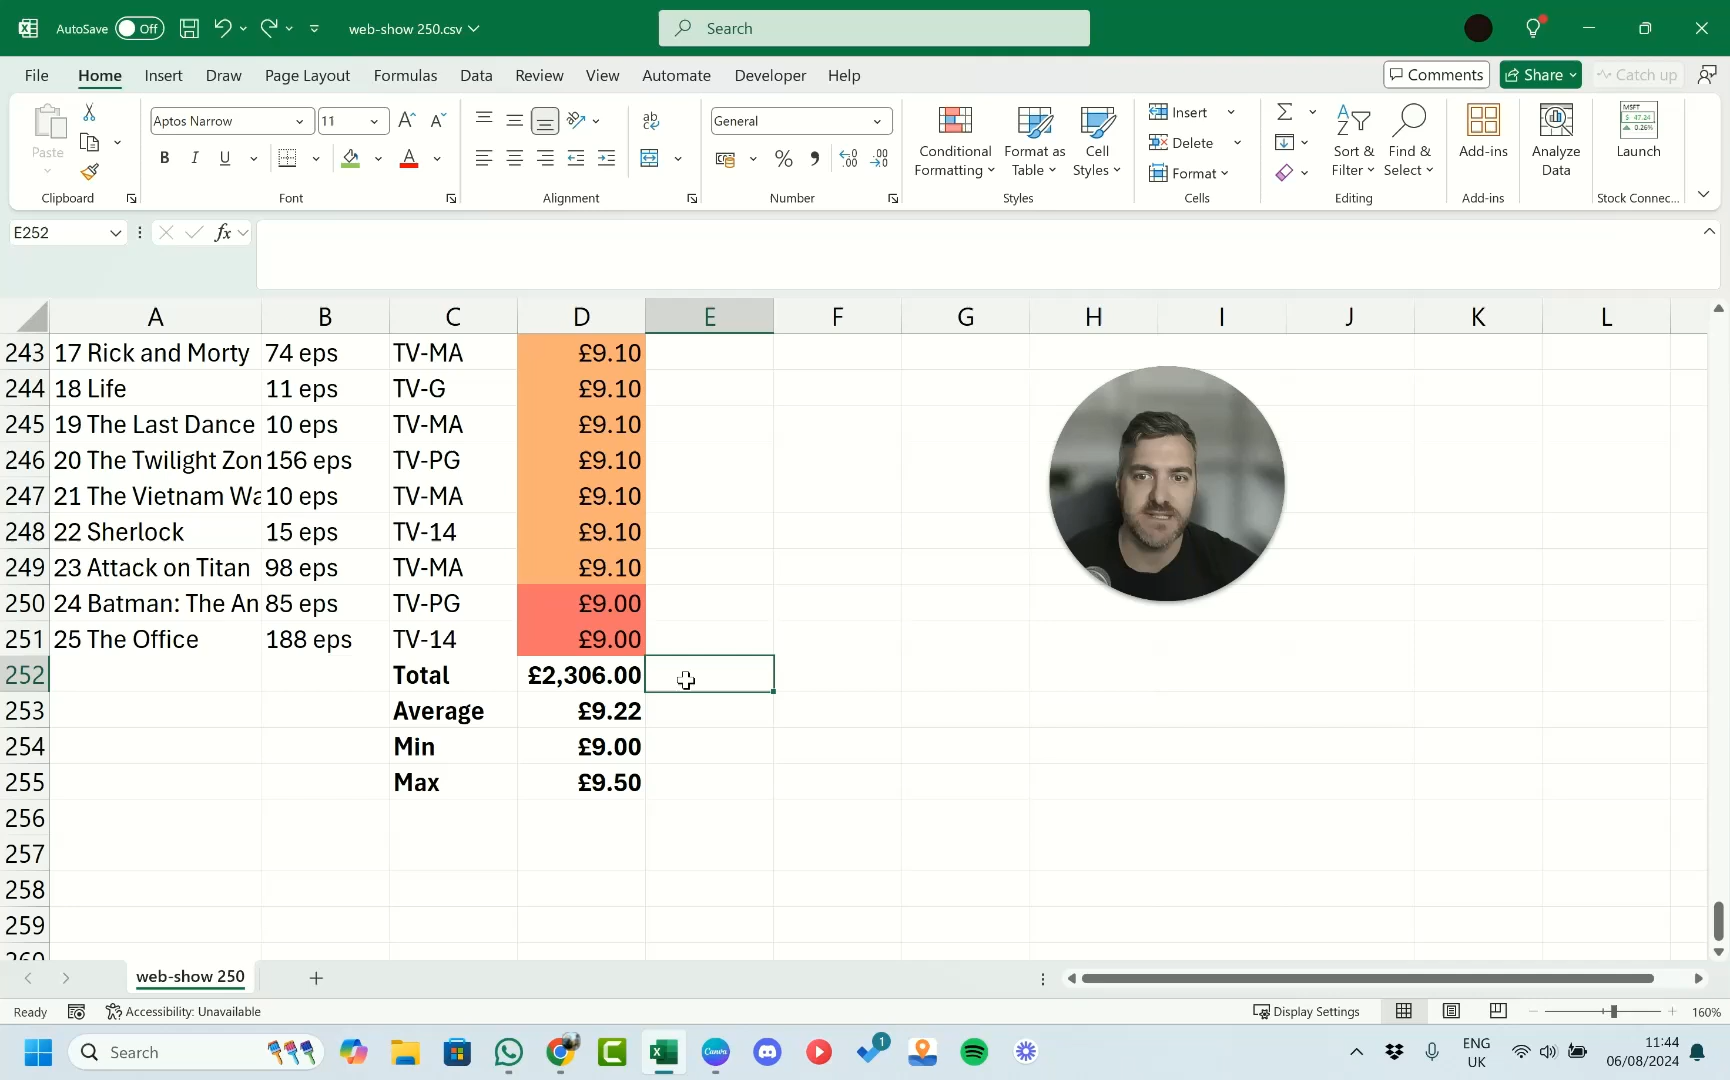 AutoSave Off web-show 250.csv Search
File Home Insert Draw Page Layout Formulas Data Review View Automate Developer Help Comments Share Catch up
Paste Aptos Narrow 11 ab General Conditional Formatting Format as Table Cell Styles Insert Delete Format Sort & Filter Find & Select Add-ins Analyze Data MSFT $ 47.24 0.26% Launch
B I U %
Clipboard Font Alignment Number Styles Cells Editing Add-ins Stock Connec...
E252 fx
A B C D E F G H I J K L
243 17 Rick and Morty 74 eps TV-MA £9.10
244 18 Life 11 eps TV-G £9.10
245 19 The Last Dance 10 eps TV-MA £9.10
246 20 The Twilight Zon 156 eps TV-PG £9.10
247 21 The Vietnam Wa 10 eps TV-MA £9.10
248 22 Sherlock 15 eps TV-14 £9.10
249 23 Attack on Titan 98 eps TV-MA £9.10
250 24 Batman: The An 85 eps TV-PG £9.00
251 25 The Office 188 eps TV-14 £9.00
252 Total £2,306.00
253 Average £9.22
254 Min £9.00
255 Max £9.50
256
257
258
259
260
web-show 250
Ready Accessibility: Unavailable Display Settings 160%
Search Canva 1 ENG UK 11:44 06/08/2024